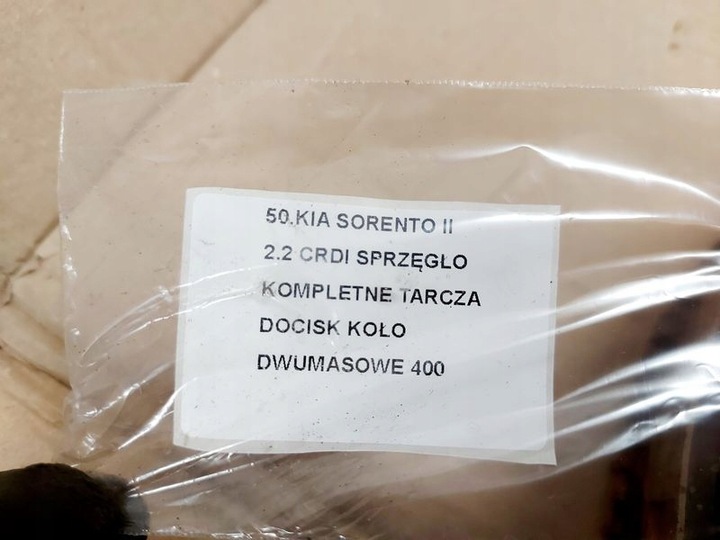 50.KIA SORENTO II
2.2 CRDI SPRZĘGŁO
KOMPLETNE TARCZA
DOCISK KOŁO
DWUMASOWE 400